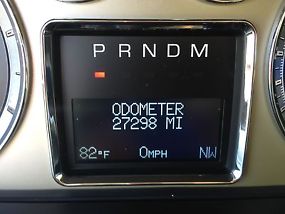 P R N D M
ODOMETER
27298 MI
82°F 0MPH NW